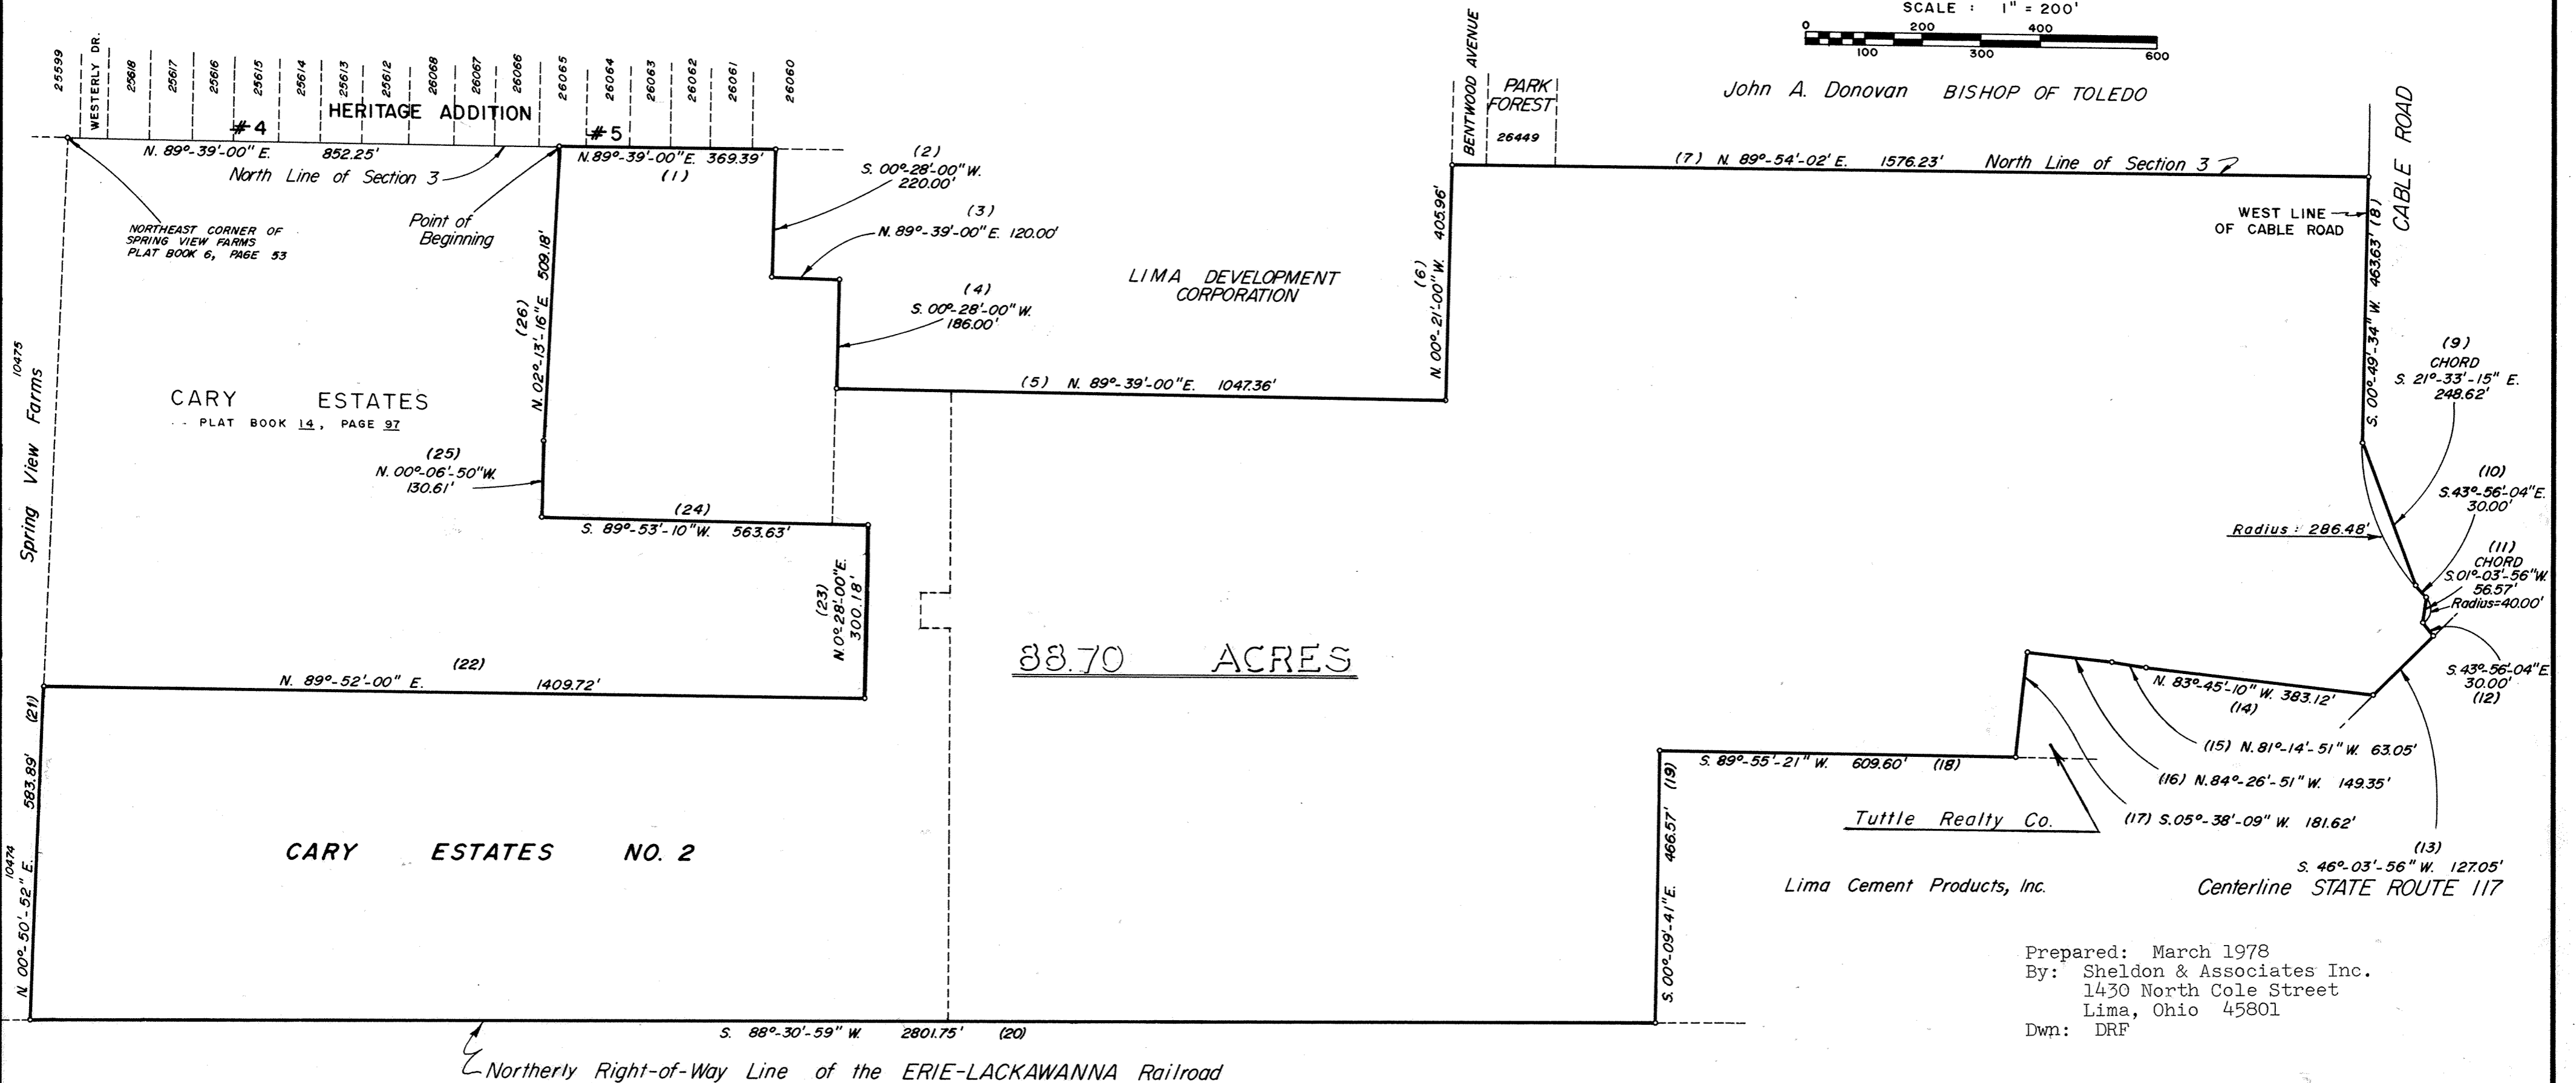 SCALE : 1" = 200'
0 200 400
100 300 600
25599
WESTERLY DR.
25618
25617
25616
25615
25614
25613
25612
26068
26067
26066
26065
26064
26063
26062
26061
26060
HERITAGE ADDITION
#4
#5
N. 89°-39'-00" E. 852.25'
North Line of Section 3
N. 89°-39'-00" E. 369.39'
(1)
Point of
Beginning
NORTHEAST CORNER OF
SPRING VIEW FARMS
PLAT BOOK 6, PAGE 53
(2)
S. 00°-28'-00" W.
220.00'
(3)
N. 89°-39'-00" E. 120.00'
(4)
S. 00°-28'-00" W.
186.00'
LIMA DEVELOPMENT
CORPORATION
(5) N. 89°-39'-00" E. 1047.36'
(6)
N. 00°-21'-00" W. 405.96'
BENTWOOD AVENUE
PARK
FOREST
26449
John A. Donovan BISHOP OF TOLEDO
(7) N. 89°-54'-02' E. 1576.23' North Line of Section 3
CABLE ROAD
WEST LINE
OF CABLE ROAD
S. 00°-49'-34" W. 463.63' (8)
(9)
CHORD
S. 21°-33'-15" E.
248.62'
(10)
S. 43°-56'-04" E.
30.00'
Radius : 286.48'
(11)
CHORD
S. 01°-03'-56" W.
56.57'
Radius=40.00'
S. 43°-56'-04" E
30.00'
(12)
N. 83°-45'-10" W. 383.12'
(14)
(15) N. 81°-14'-51" W. 63.05'
(16) N. 84°-26'-51" W. 149.35'
(17) S. 05°-38'-09" W. 181.62'
(13)
S. 46°-03'-56" W. 127.05'
Centerline STATE ROUTE 117
S. 89°-55'-21" W. 609.60' (18)
Tuttle Realty Co.
Lima Cement Products, Inc.
S. 00°-09'-41" E. 466.57' (19)
10475
Spring View Farms
CARY ESTATES
PLAT BOOK 14, PAGE 97
(26)
N. 02°-13'-16" E 509.18'
(25)
N. 00°-06'-50" W.
130.61'
(24)
S. 89°-53'-10" W. 563.63'
(23)
N. 0°-28'-00" E.
300.18'
(22)
N. 89°-52'-00" E. 1409.72'
88.70 ACRES
10474
N. 00°-50'-52" E. 583.89' (21)
CARY ESTATES NO. 2
S. 88°-30'-59" W. 2801.75' (20)
Northerly Right-of-Way Line of the ERIE-LACKAWANNA Railroad
Prepared: March 1978
By: Sheldon & Associates Inc.
1430 North Cole Street
Lima, Ohio 45801
Dwn: DRF